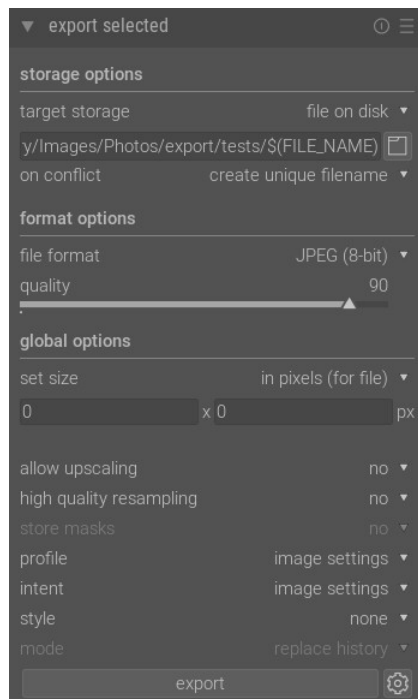 export selected
storage options
target storage file on disk
y/Images/Photos/export/tests/$(FILE_NAME)
on conflict create unique filename
format options
file format JPEG (8-bit)
quality 90
global options
set size in pixels (for file)
0 x 0 px
allow upscaling no
high quality resampling no
store masks no
profile image settings
intent image settings
style none
mode replace history
export